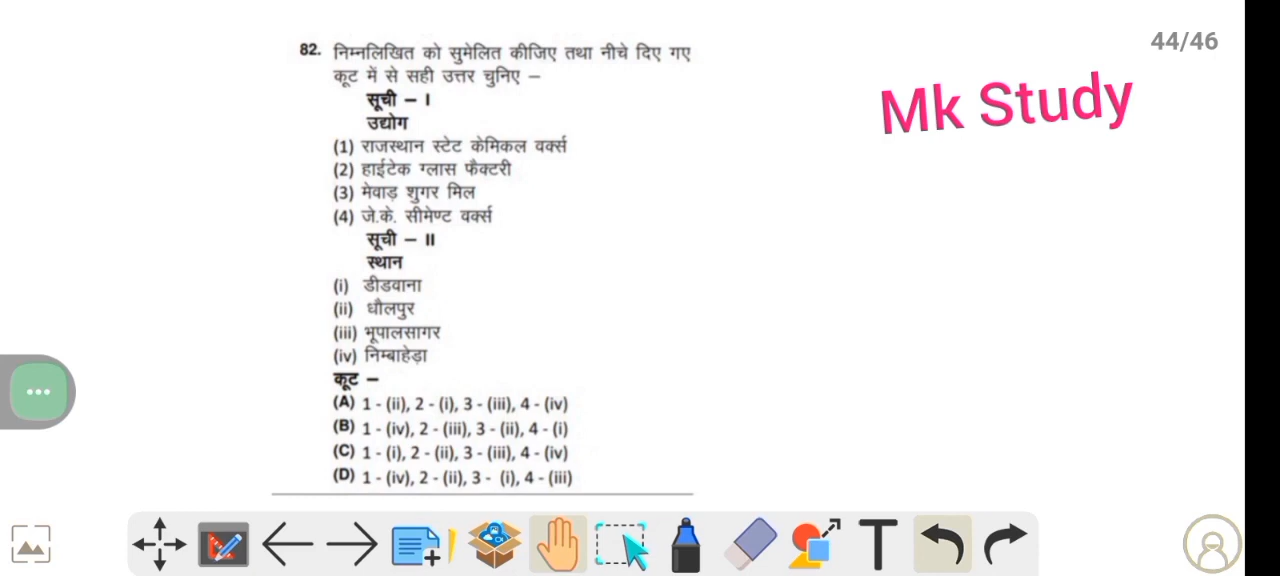 44/46
82. निम्नलिखित को सुमेलित कीजिए तथा नीचे दिए गए
कूट में से सही उत्तर चुनिए –
सूची – I
उद्योग
(1) राजस्थान स्टेट केमिकल वर्क्स
(2) हाईटेक ग्लास फैक्टरी
(3) मेवाड़ शुगर मिल
(4) जे.के. सीमेण्ट वर्क्स
सूची – II
स्थान
(i) डीडवाना
(ii) धौलपुर
(iii) भूपालसागर
(iv) निम्बाहेड़ा
कूट –
(A) 1 - (ii), 2 - (i), 3 - (iii), 4 - (iv)
(B) 1 - (iv), 2 - (iii), 3 - (ii), 4 - (i)
(C) 1 - (i), 2 - (ii), 3 - (iii), 4 - (iv)
(D) 1 - (iv), 2 - (ii), 3 - (i), 4 - (iii)
Mk Study
T